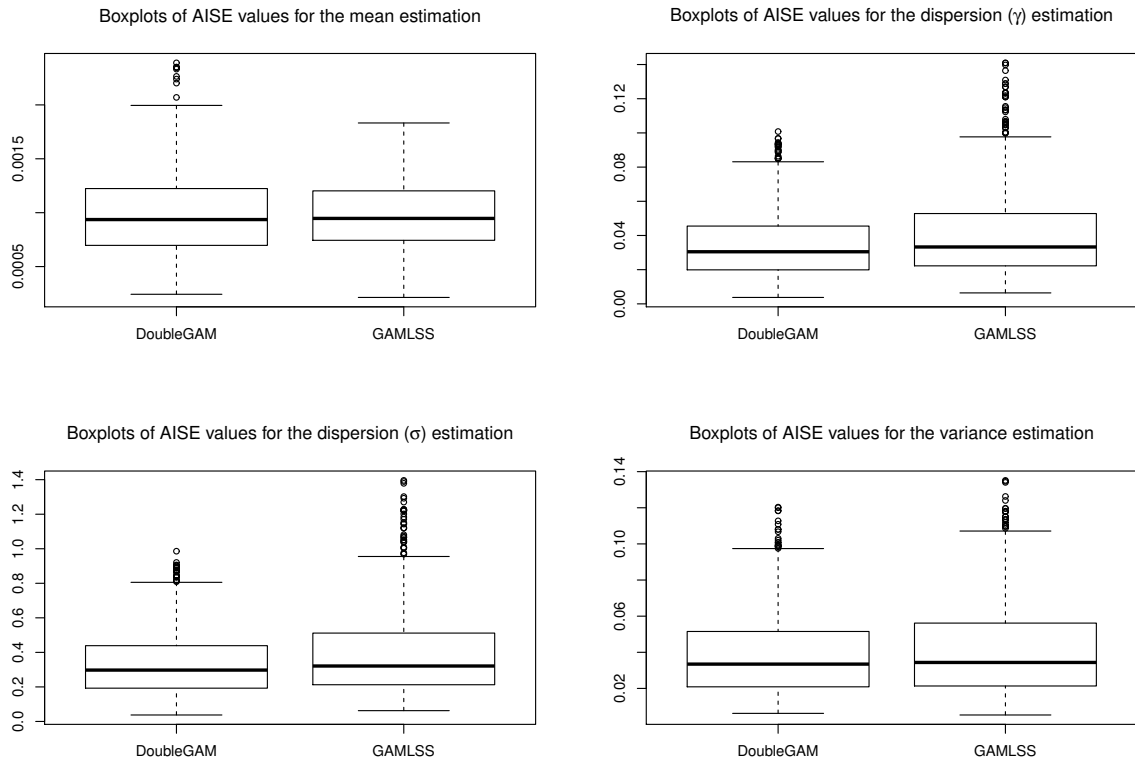 Boxplots of AISE values for the mean estimation
0.0015
0.0005
DoubleGAM GAMLSS
Boxplots of AISE values for the dispersion (γ) estimation
0.12
0.08
0.04
0.00
DoubleGAM GAMLSS
Boxplots of AISE values for the dispersion (σ) estimation
1.4
1.2
1.0
0.8
0.6
0.4
0.2
0.0
DoubleGAM GAMLSS
Boxplots of AISE values for the variance estimation
0.14
0.10
0.06
0.02
DoubleGAM GAMLSS